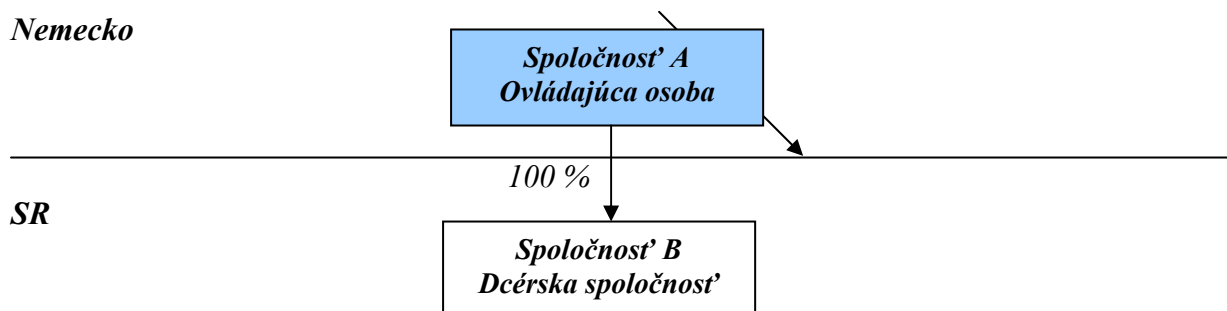 Nemecko
Spoločnosť A
Ovládajúca osoba
100 %
SR
Spoločnosť B
Dcérska spoločnosť